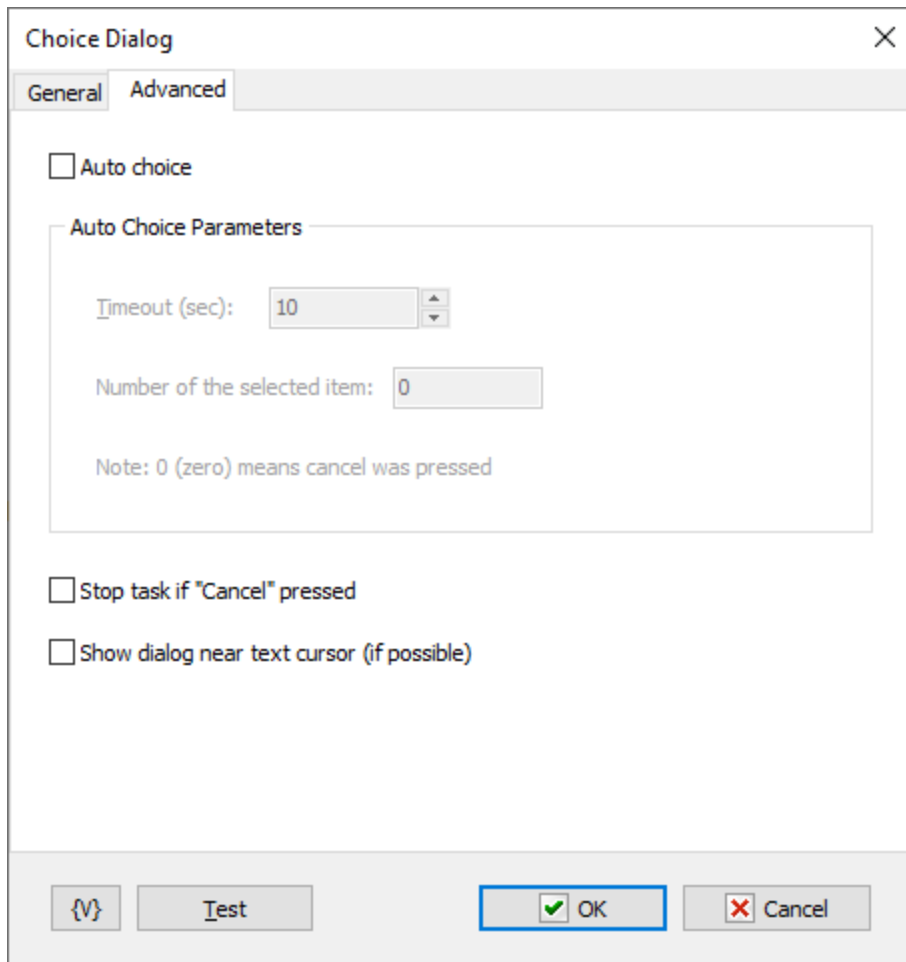 Choice Dialog
General Advanced
Auto choice
Auto Choice Parameters
Timeout (sec): 10
Number of the selected item: 0
Note: 0 (zero) means cancel was pressed
Stop task if "Cancel" pressed
Show dialog near text cursor (if possible)
{V} Test OK Cancel